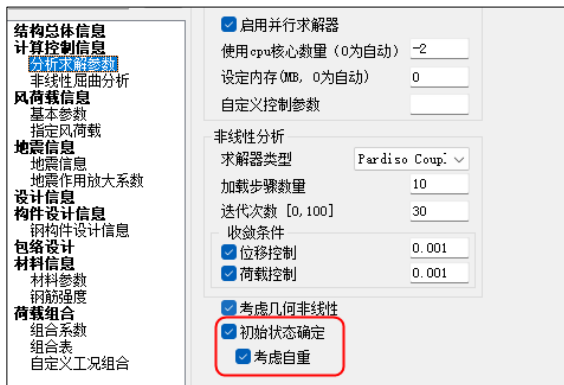 结构总体信息
计算控制信息
分析求解参数
非线性屈曲分析
风荷载信息
基本参数
指定风荷载
地震信息
地震信息
地震作用放大系数
设计信息
构件设计信息
钢构件设计信息
包络设计
材料信息
材料参数
钢筋强度
荷载组合
组合系数
组合表
自定义工况组合
启用并行求解器
使用cpu核心数量（0为自动） -2
设定内存(MB, 0为自动) 0
自定义控制参数
非线性分析
求解器类型 Pardiso Coupl
加载步骤数量 10
迭代次数 [0,100] 30
收敛条件
位移控制 0.001
荷载控制 0.001
考虑几何非线性
初始状态确定
考虑自重